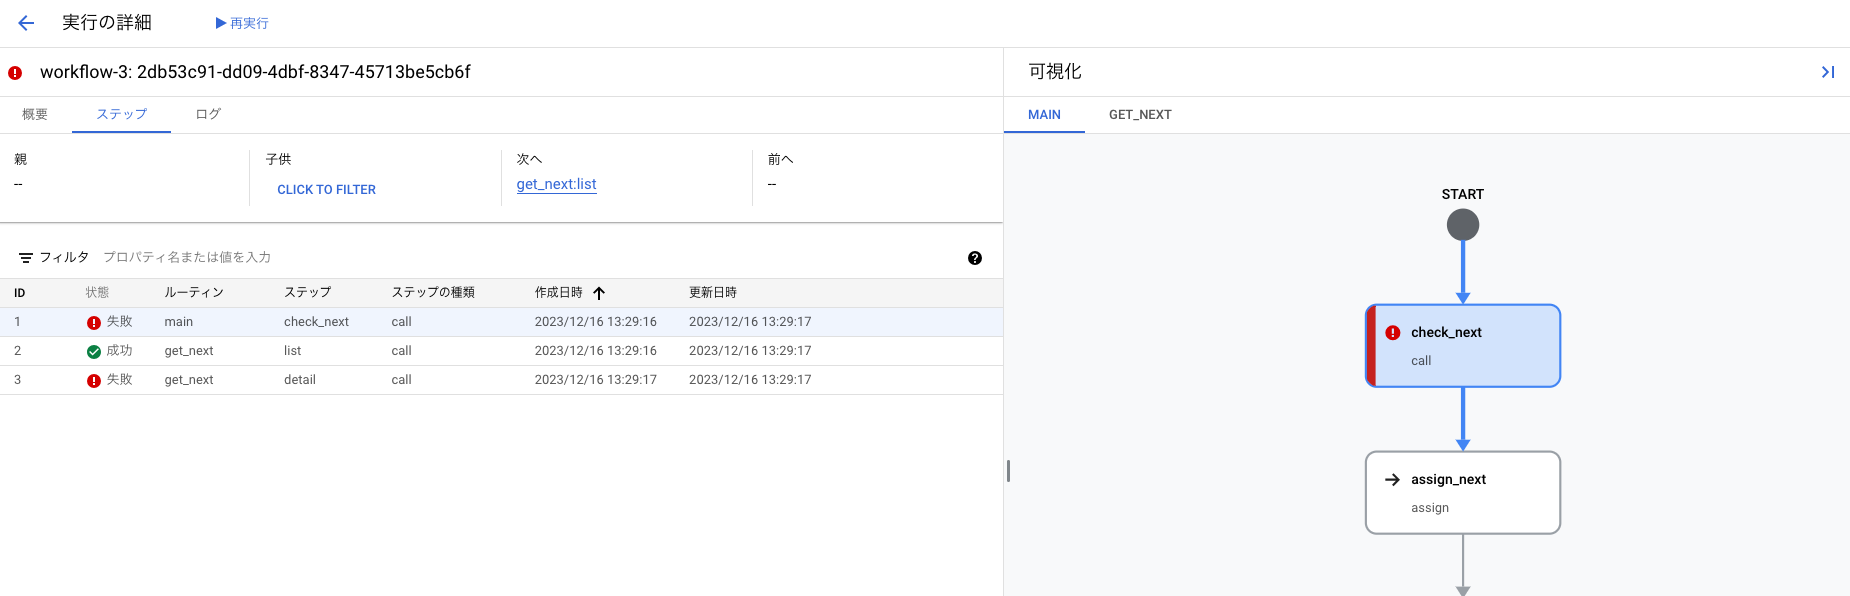 実行の詳細 再実行
workflow-3: 2db53c91-dd09-4dbf-8347-45713be5cb6f
概要 ステップ ログ
親 子供 次へ 前へ
-- CLICK TO FILTER get_next:list --
フィルタ プロパティ名または値を入力
ID 状態 ルーティン ステップ ステップの種類 作成日時 更新日時
1 失敗 main check_next call 2023/12/16 13:29:16 2023/12/16 13:29:17
2 成功 get_next list call 2023/12/16 13:29:16 2023/12/16 13:29:17
3 失敗 get_next detail call 2023/12/16 13:29:17 2023/12/16 13:29:17
可視化
MAIN GET_NEXT
START
check_next
call
assign_next
assign